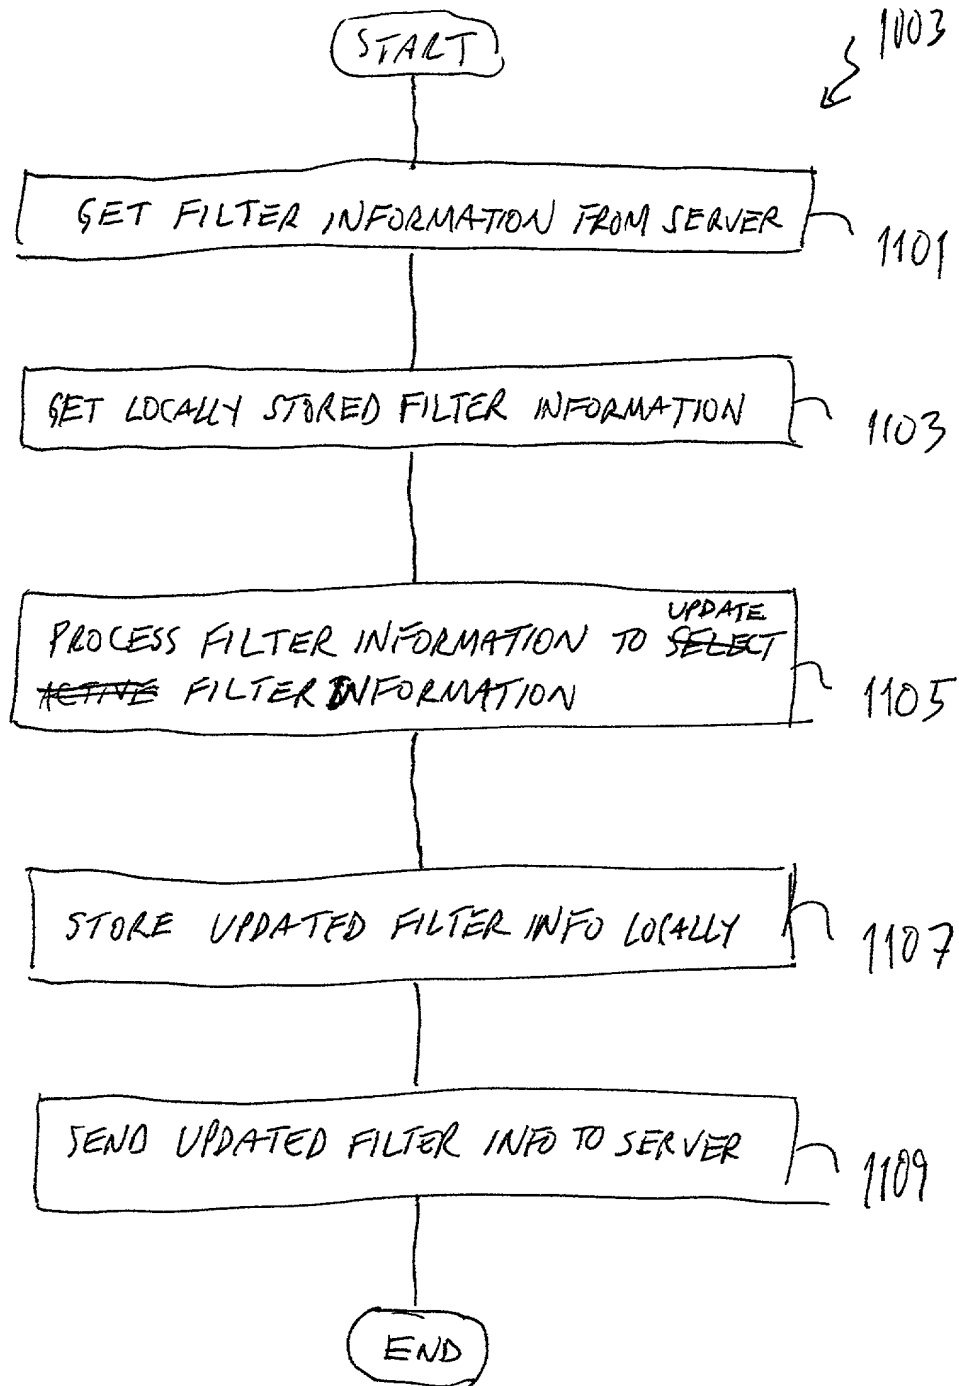 START
1003
GET FILTER INFORMATION FROM SERVER
1101
GET LOCALLY STORED FILTER INFORMATION
1103
UPDATE
PROCESS FILTER INFORMATION TO SELECT
ACTIVE FILTER INFORMATION
1105
STORE UPDATED FILTER INFO LOCALLY
1107
SEND UPDATED FILTER INFO TO SERVER
1109
END